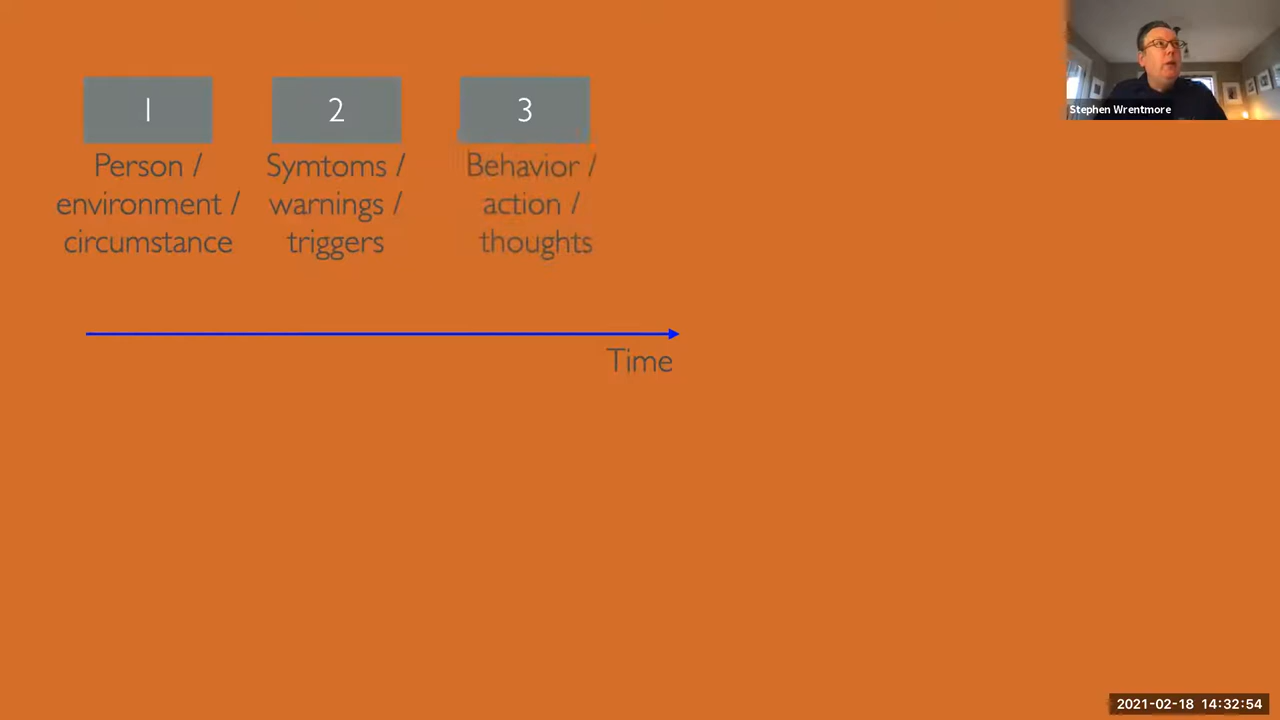 1
Person /
environment /
circumstance
2
Symtoms /
warnings /
triggers
3
Behavior /
action /
thoughts
Time
Stephen Wrentmore
2021-02-18 14:32:54